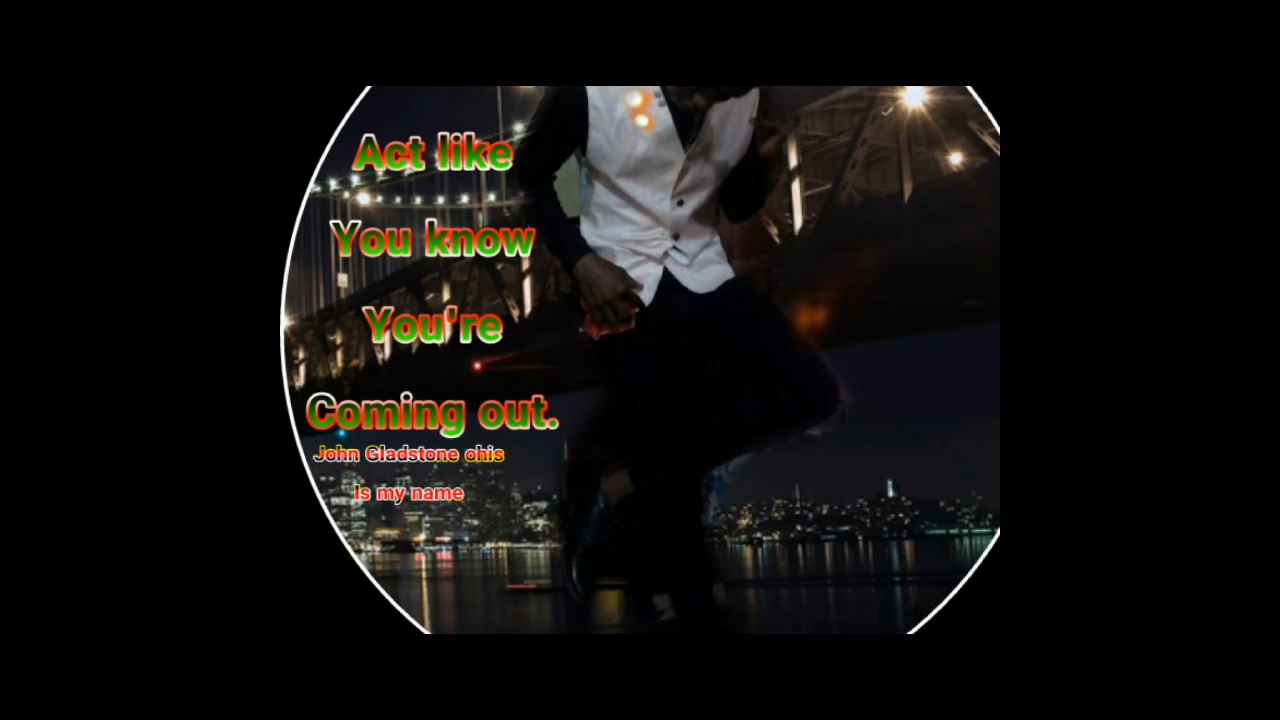 Act like
You know
You're
Coming out.
John Gladstone ohis
Is my name